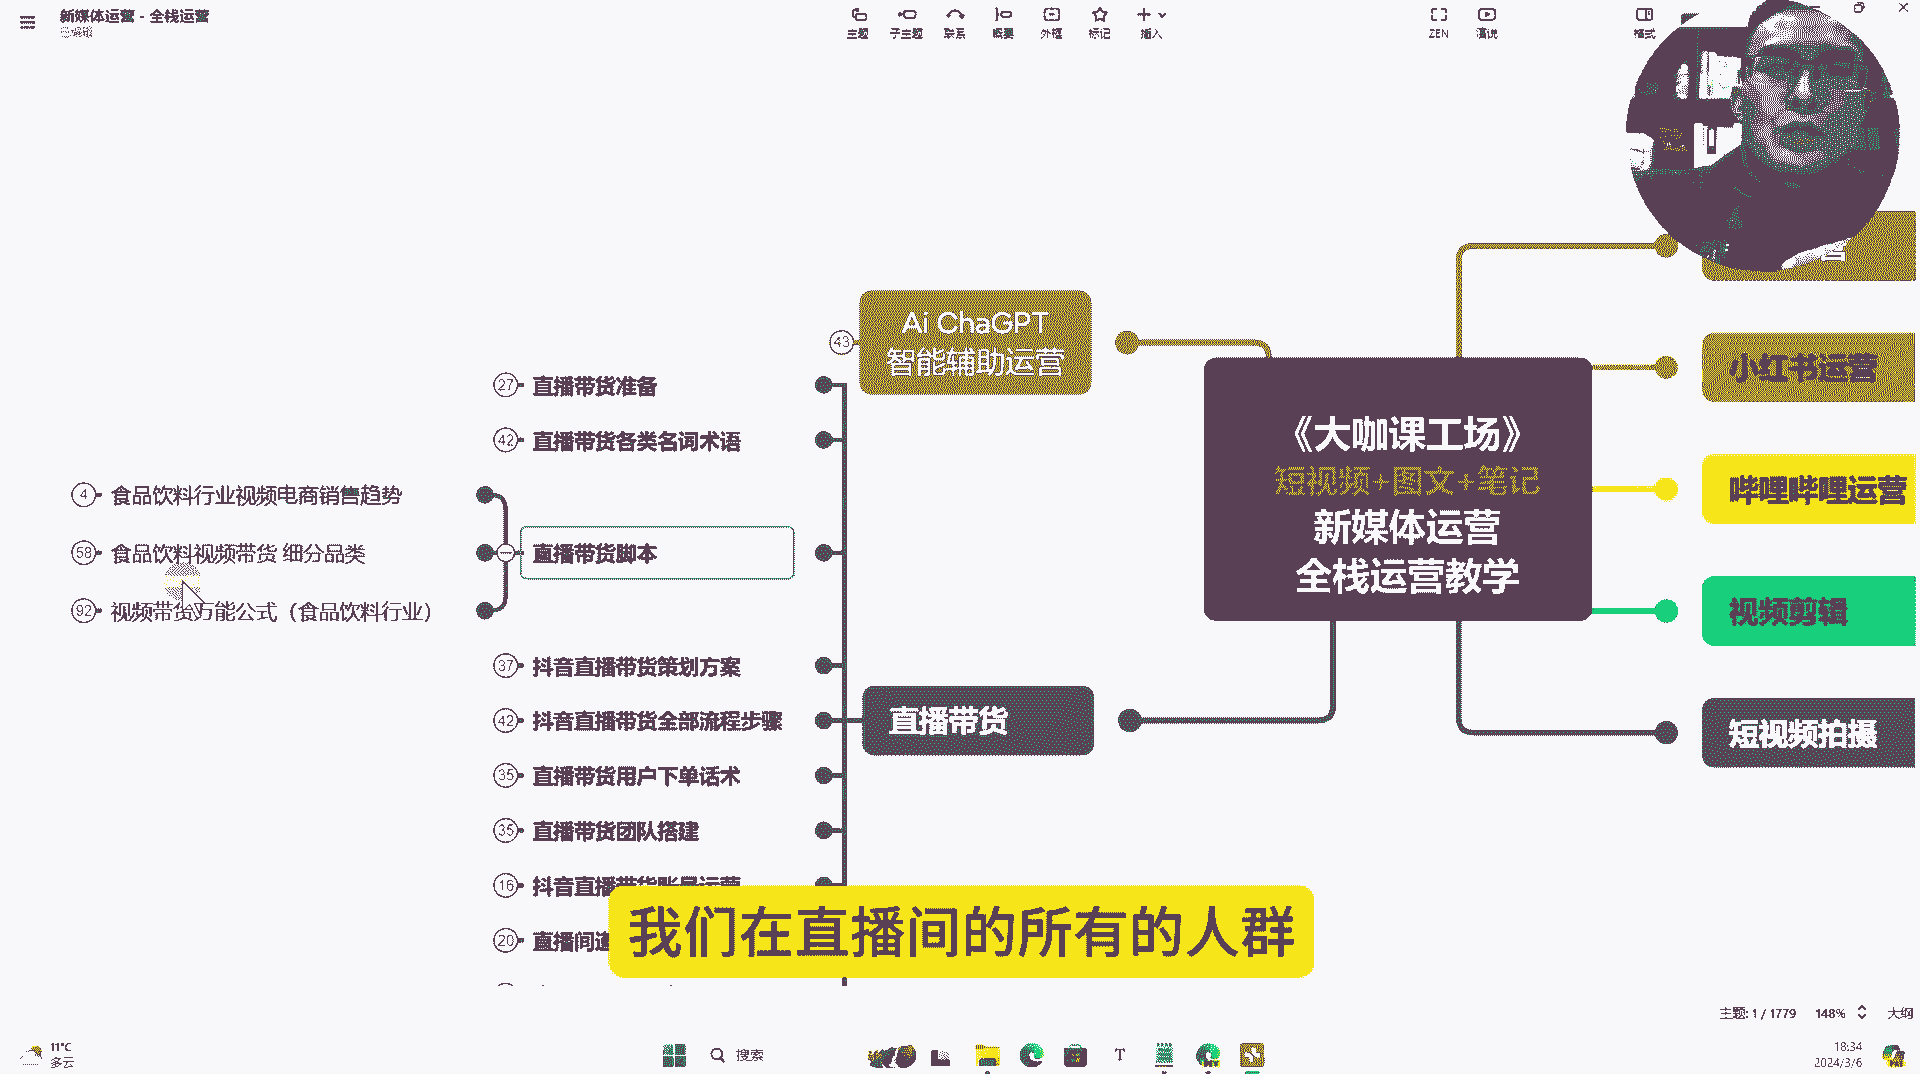 新媒体运营 - 全栈运营
已编辑
主题
子主题
联系
概要
外框
标记
插入
ZEN
演说
格式
Ai ChaGPT
智能辅助运营
43
27 直播带货准备
42 直播带货各类名词术语
4 食品饮料行业视频电商销售趋势
58 食品饮料视频带货 细分品类
92 视频带货万能公式（食品饮料行业）
直播带货脚本
37 抖音直播带货策划方案
42 抖音直播带货全部流程步骤
35 直播带货用户下单话术
35 直播带货团队搭建
16 抖音直播带货账号运营
20 直播间
直播带货
《大咖课工场》
短视频+图文+笔记
新媒体运营
全栈运营教学
小红书运营
哔哩哔哩运营
视频剪辑
短视频拍摄
我们在直播间的所有的人群
主题: 1 / 1779
148%
大纲
11°C
多云
搜索
18:34
2024/3/6